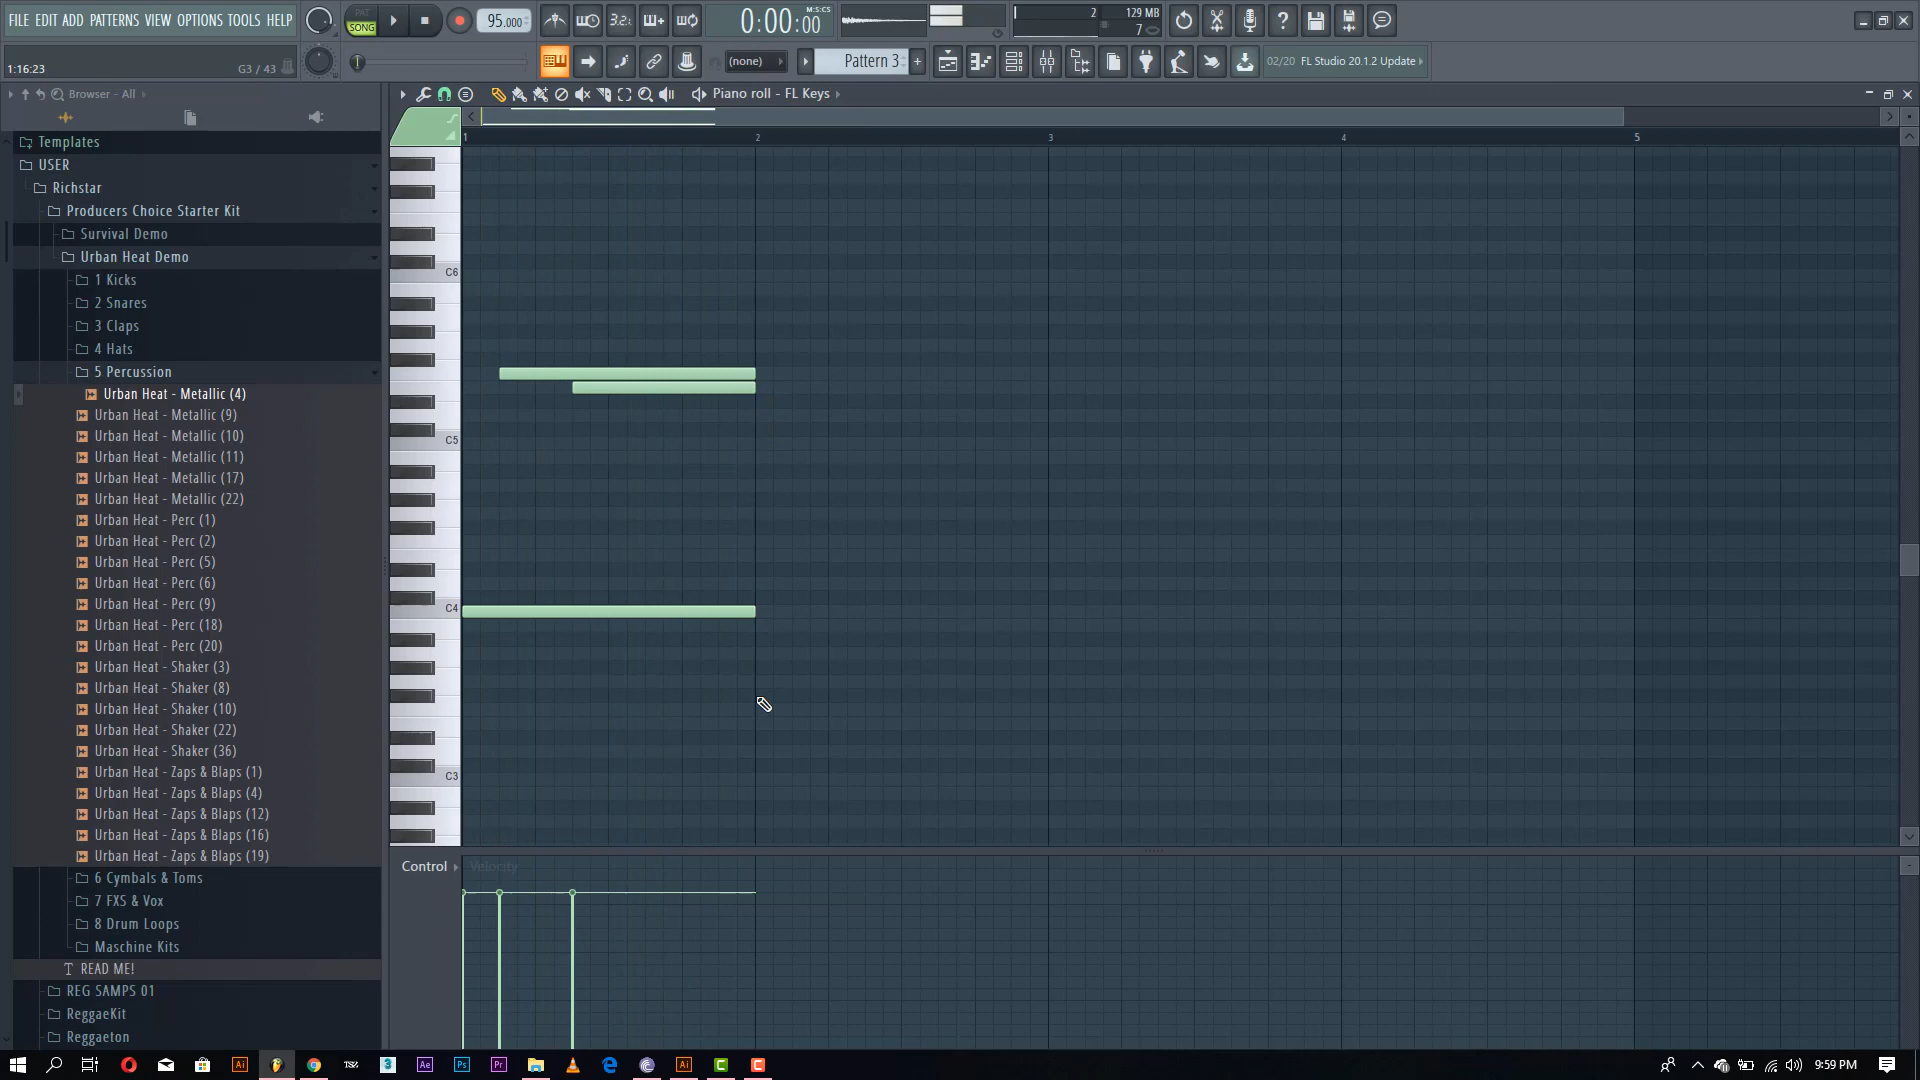 FILE EDIT ADD PATTERNS VIEW OPTIONS TOOLS HELP
PAT
SONG
95.000
3.2.
0:00:00
M:S:CS
2
129 MB
7
1:16:23
G3 / 43
(none)
Pattern 3
02/20 FL Studio 20.1.2 Update
Browser - All
Piano roll - FL Keys
1
2
3
4
5
Templates
USER
Richstar
Producers Choice Starter Kit
Survival Demo
Urban Heat Demo
1 Kicks
2 Snares
3 Claps
4 Hats
5 Percussion
Urban Heat - Metallic (4)
Urban Heat - Metallic (9)
Urban Heat - Metallic (10)
Urban Heat - Metallic (11)
Urban Heat - Metallic (17)
Urban Heat - Metallic (22)
Urban Heat - Perc (1)
Urban Heat - Perc (2)
Urban Heat - Perc (5)
Urban Heat - Perc (6)
Urban Heat - Perc (9)
Urban Heat - Perc (18)
Urban Heat - Perc (20)
Urban Heat - Shaker (3)
Urban Heat - Shaker (8)
Urban Heat - Shaker (10)
Urban Heat - Shaker (22)
Urban Heat - Shaker (36)
Urban Heat - Zaps & Blaps (1)
Urban Heat - Zaps & Blaps (4)
Urban Heat - Zaps & Blaps (12)
Urban Heat - Zaps & Blaps (16)
Urban Heat - Zaps & Blaps (19)
6 Cymbals & Toms
7 FXS & Vox
8 Drum Loops
Maschine Kits
READ ME!
REG SAMPS 01
ReggaeKit
Reggaeton
C6
C5
C4
C3
Control
Velocity
Ai
3
Ae
Ps
Pr
Ai
C
C
9:59 PM